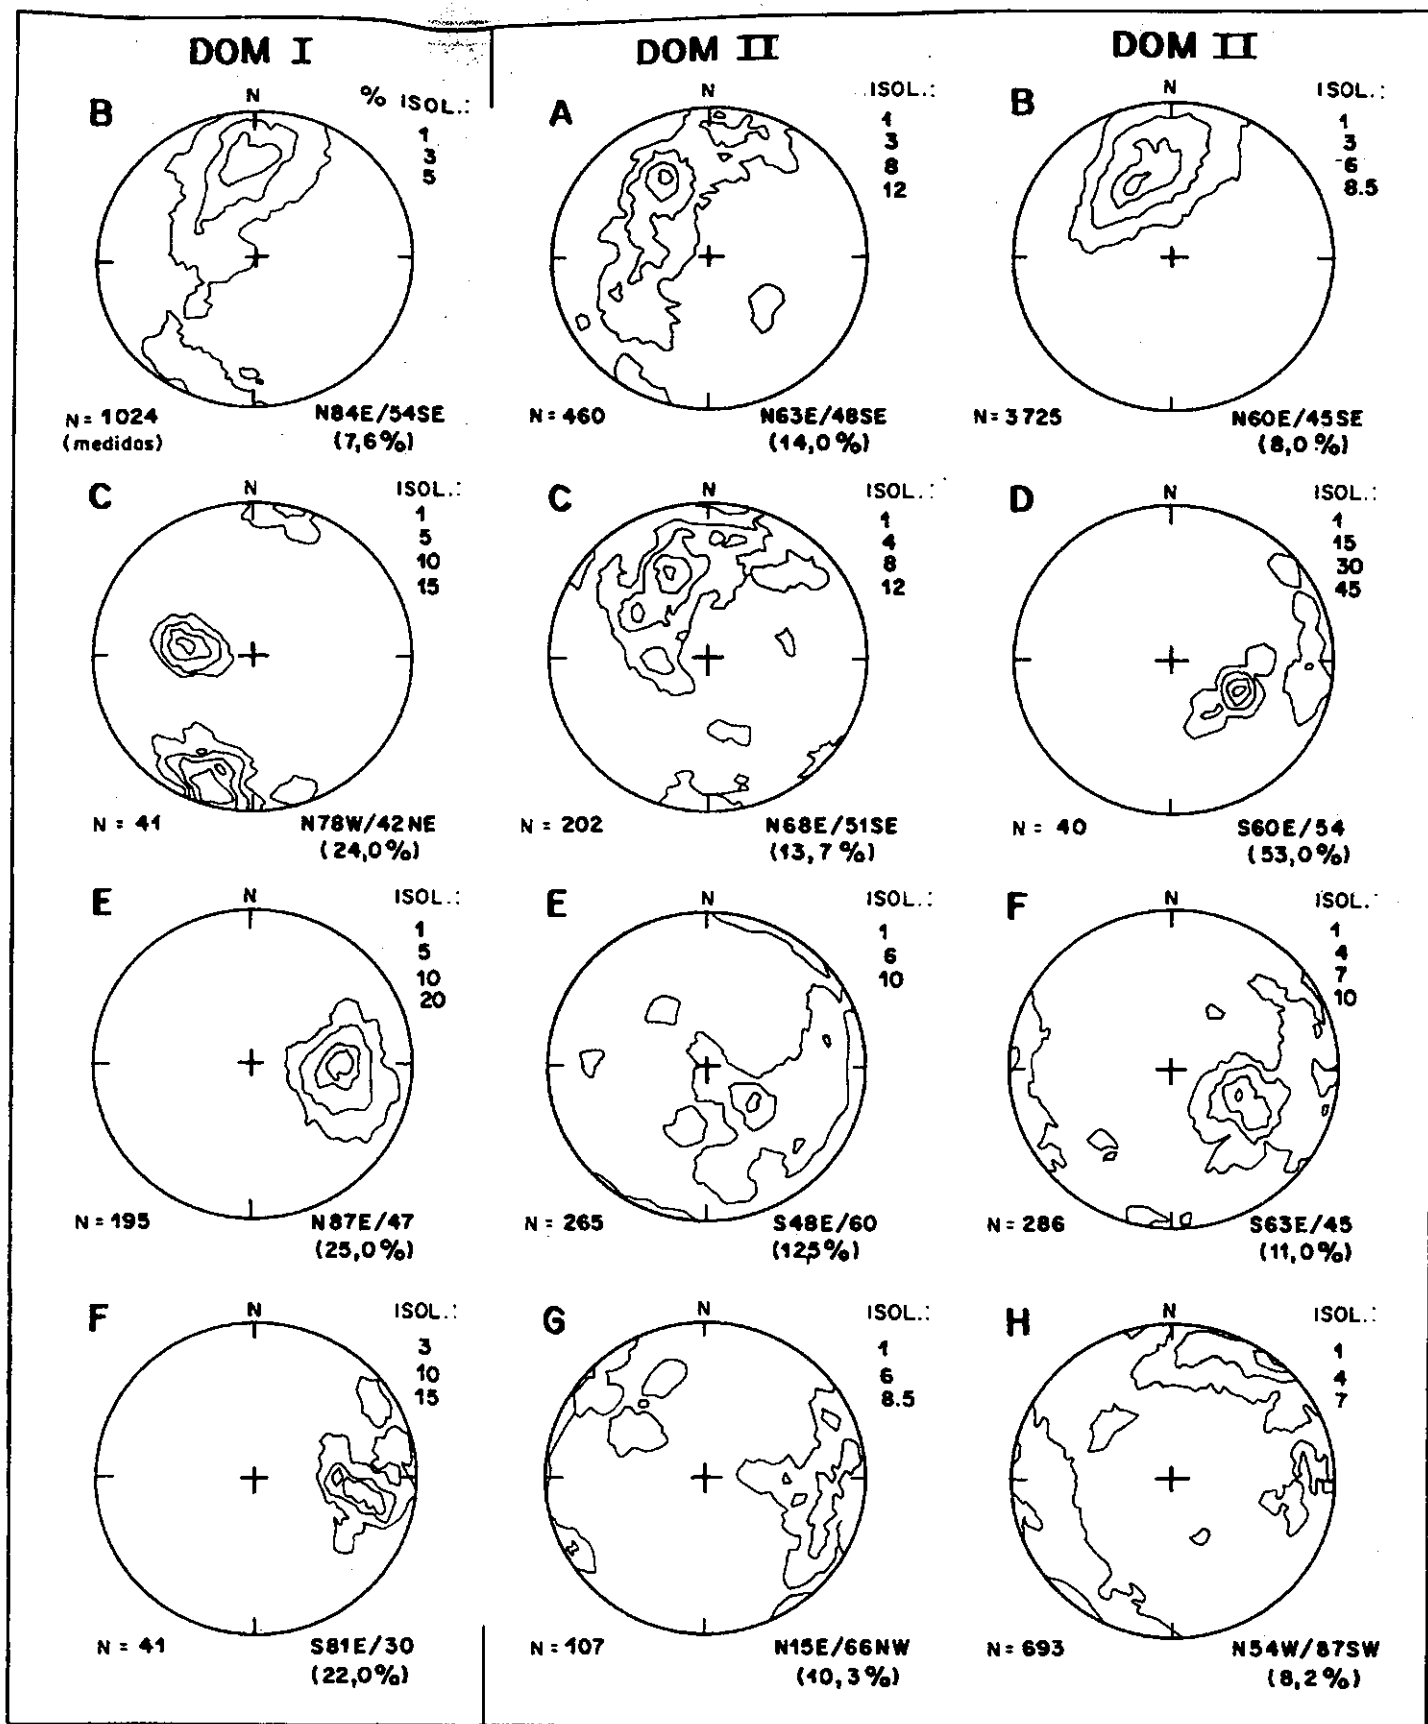 DOM I
DOM II
DOM II
B
N
% ISOL.:
1
3
5
N = 1024
(medidas)
N84E/54SE
(7,6%)
A
N
ISOL.:
1
3
8
12
N = 460
N63E/48SE
(14,0%)
B
N
ISOL.:
1
3
6
8.5
N = 3725
N60E/45SE
(8,0%)
C
N
ISOL.:
1
5
10
15
N = 41
N78W/42NE
(24,0%)
C
N
ISOL.:
1
4
8
12
N = 202
N68E/51SE
(13,7%)
D
N
ISOL.:
1
15
30
45
N = 40
S60E/54
(53,0%)
E
N
ISOL.:
1
5
10
20
N = 195
N87E/47
(25,0%)
E
N
ISOL.:
1
6
10
N = 265
S48E/60
(12,5%)
F
N
ISOL.:
1
4
7
10
N = 286
S63E/45
(11,0%)
F
N
ISOL.:
3
10
15
N = 41
S81E/30
(22,0%)
G
N
ISOL.:
1
6
8.5
N = 107
N15E/66NW
(10,3%)
H
N
ISOL.:
1
4
7
N = 693
N54W/87SW
(8,2%)